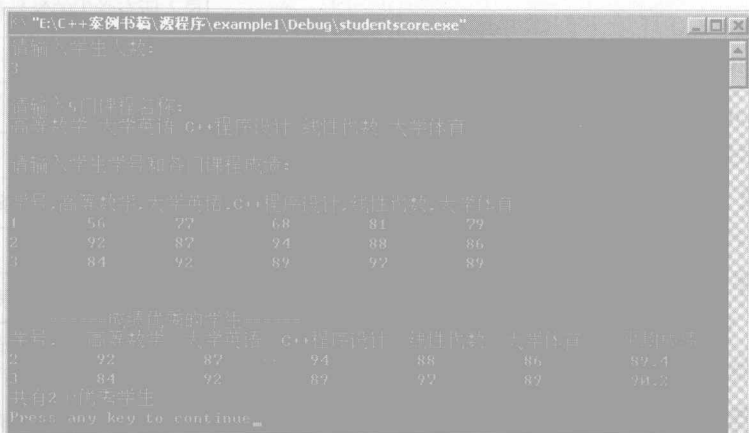 "E:\C++案例书稿\源程序\example1\Debug\studentscore.exe"
请输入学生人数:
3
请输入5门课程名称:
高等数学 大学英语 C++程序设计 线性代数 大学体育
请输入学生学号和各门课程成绩:
学号.高等数学.大学英语.C++程序设计.线性代数.大学体育
1 56 77 68 81 79
2 92 87 94 88 86
3 84 92 89 97 89
------成绩优秀的学生------
学号. 高等数学 大学英语 C++程序设计 线性代数 大学体育 平均成绩
2 92 87 94 88 86 89.4
3 84 92 89 97 89 90.2
共有2个优秀学生
Press any key to continue